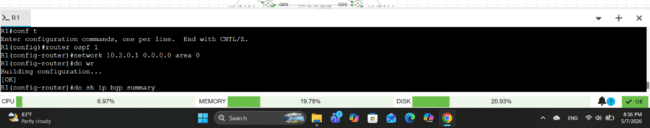 R1
R1#conf t
Enter configuration commands, one per line.  End with CNTL/Z.
R1(config)#router ospf 1
R1(config-router)#network 10.2.0.1 0.0.0.0 area 0
R1(config-router)#do wr
Building configuration...
[OK]
R1(config-router)#do sh ip bgp summary
CPU 6.97% MEMORY 19.78% DISK 20.93% OK
83°F
Partly cloudy
Search
8:56 PM
5/7/2026